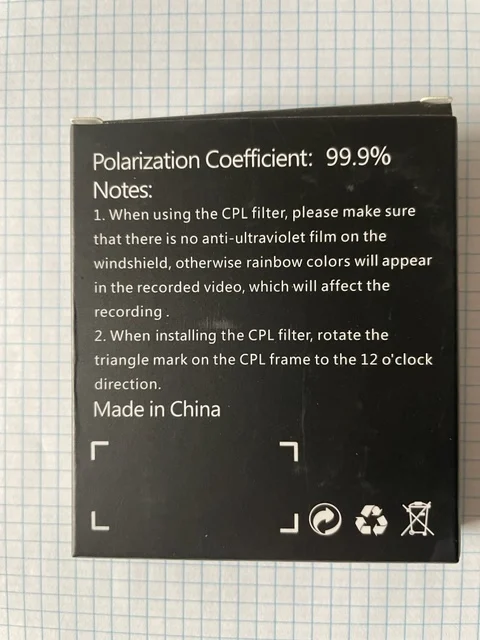 Polarization Coefficient: 99.9%
Notes:
1. When using the CPL filter, please make sure
that there is no anti-ultraviolet film on the
windshield, otherwise rainbow colors will appear
in the recorded video, which will affect the
recording .
2. When installing the CPL filter, rotate the
triangle mark on the CPL frame to the 12 o'clock
direction.
Made in China